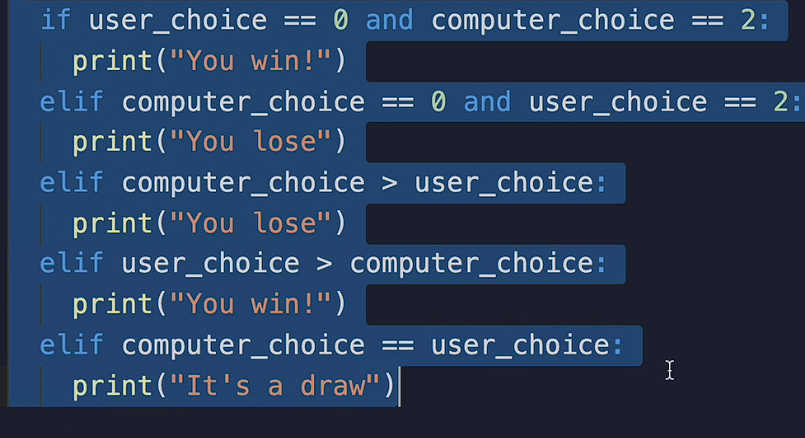 if user_choice == 0 and computer_choice == 2:
  print("You win!")
elif computer_choice == 0 and user_choice == 2:
  print("You lose")
elif computer_choice > user_choice:
  print("You lose")
elif user_choice > computer_choice:
  print("You win!")
elif computer_choice == user_choice:
  print("It's a draw")